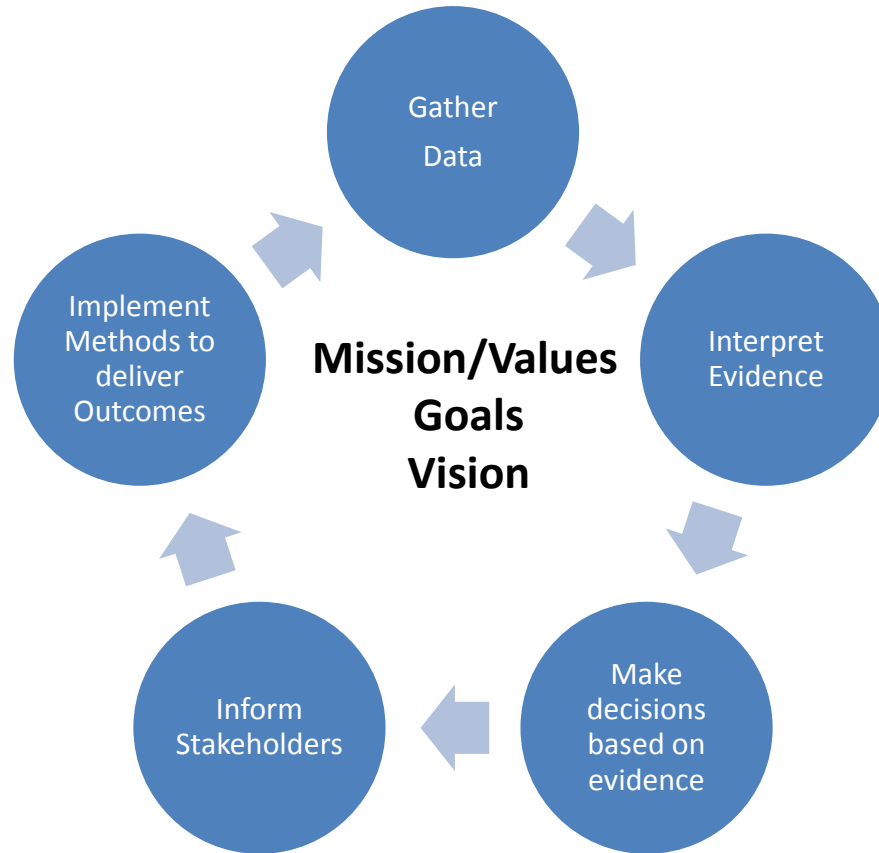 Gather
Data
Interpret
Evidence
Make
decisions
based on
evidence
Inform
Stakeholders
Implement
Methods to
deliver
Outcomes
Mission/Values
Goals
Vision